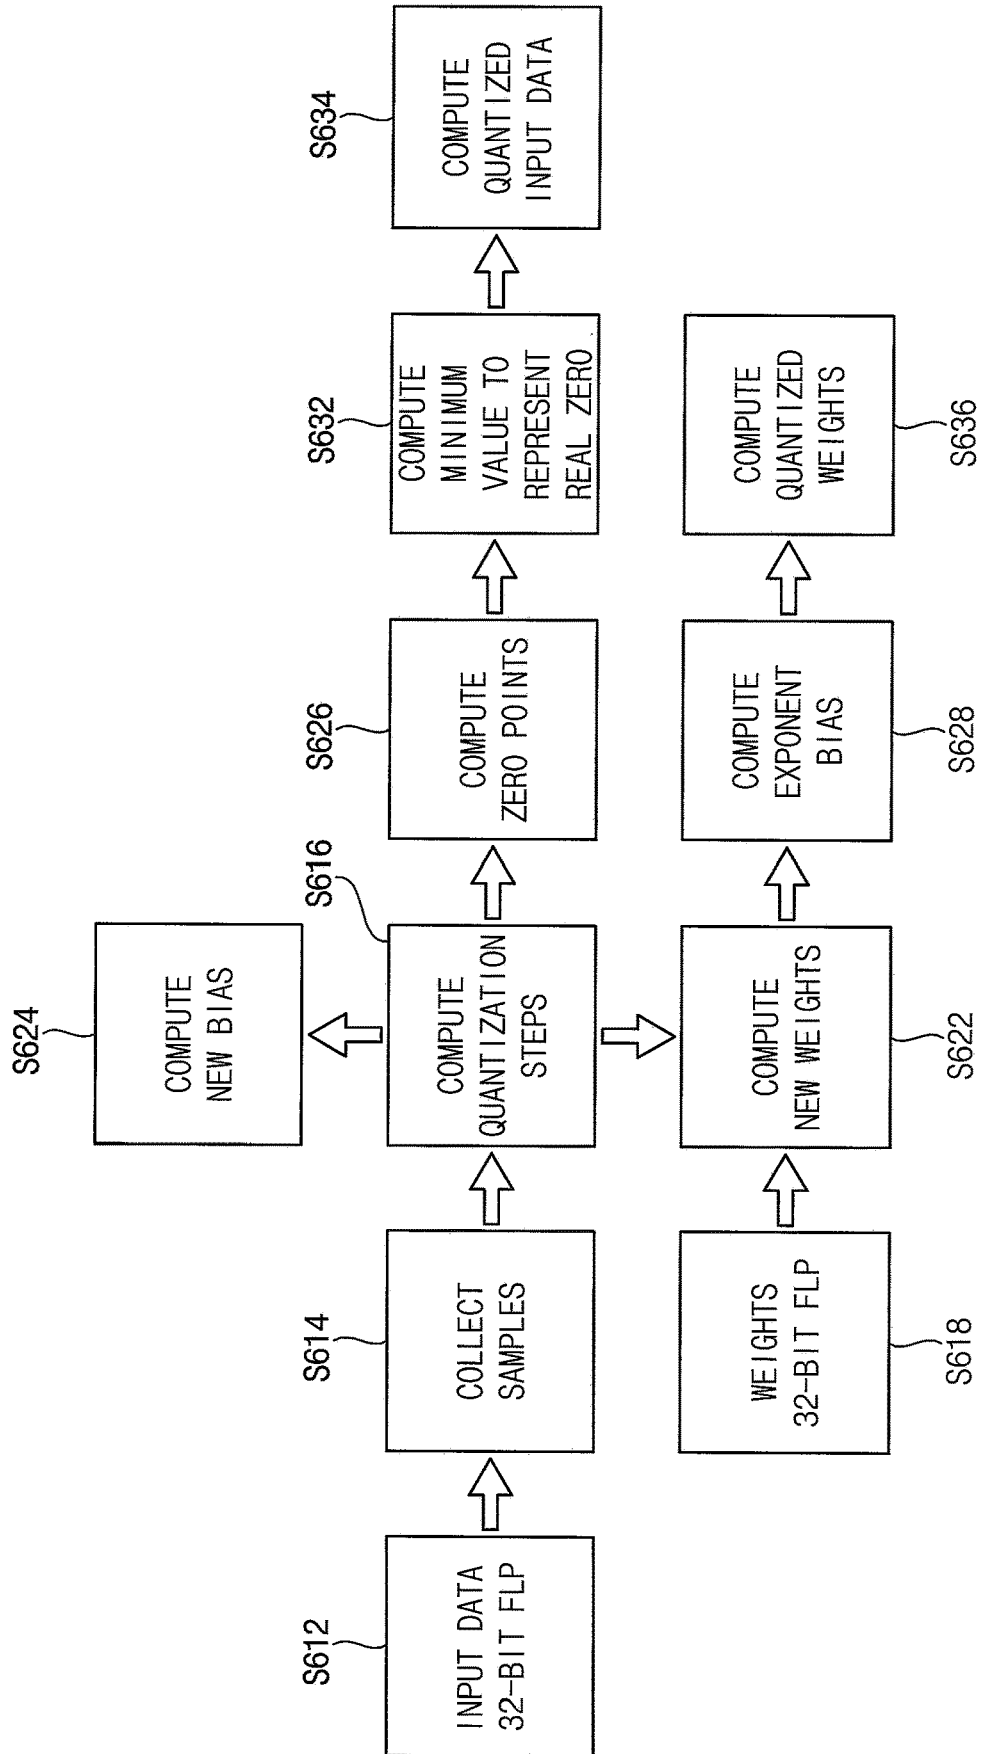 S612
INPUT DATA
32-BIT FLP
S614
COLLECT
SAMPLES
S616
COMPUTE
QUANTIZATION
STEPS
S624
COMPUTE
NEW BIAS
S626
COMPUTE
ZERO POINTS
S632
COMPUTE
MINIMUM
VALUE TO
REPRESENT
REAL ZERO
S634
COMPUTE
QUANTIZED
INPUT DATA
WEIGHTS
32-BIT FLP
S618
COMPUTE
NEW WEIGHTS
S622
COMPUTE
EXPONENT
BIAS
S628
COMPUTE
QUANTIZED
WEIGHTS
S636